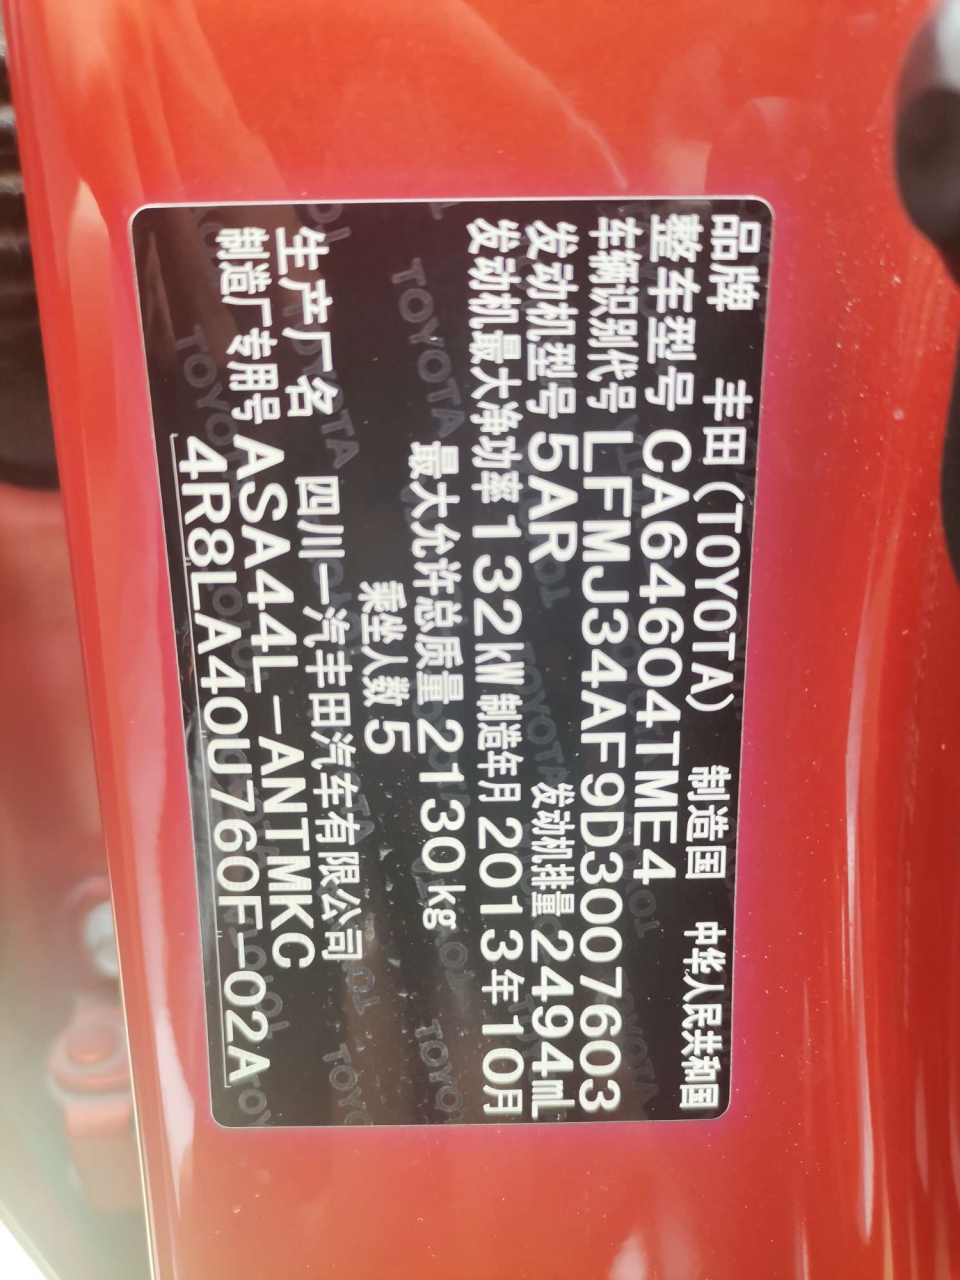 品牌 丰田(TOYOTA) 制造国 中华人民共和国
整车型号 CA64604TME4
车辆识别代号 LFMJ34AF9D3007603
发动机型号 5AR 发动机排量 2494mL
发动机最大净功率 132kW 制造年月 2013年10月
最大允许总质量 2130kg
乘坐人数 5
生产厂名 四川一汽丰田汽车有限公司
制造厂专用号 ASA44L-ANTMKC
4R8LA40U760F-02A